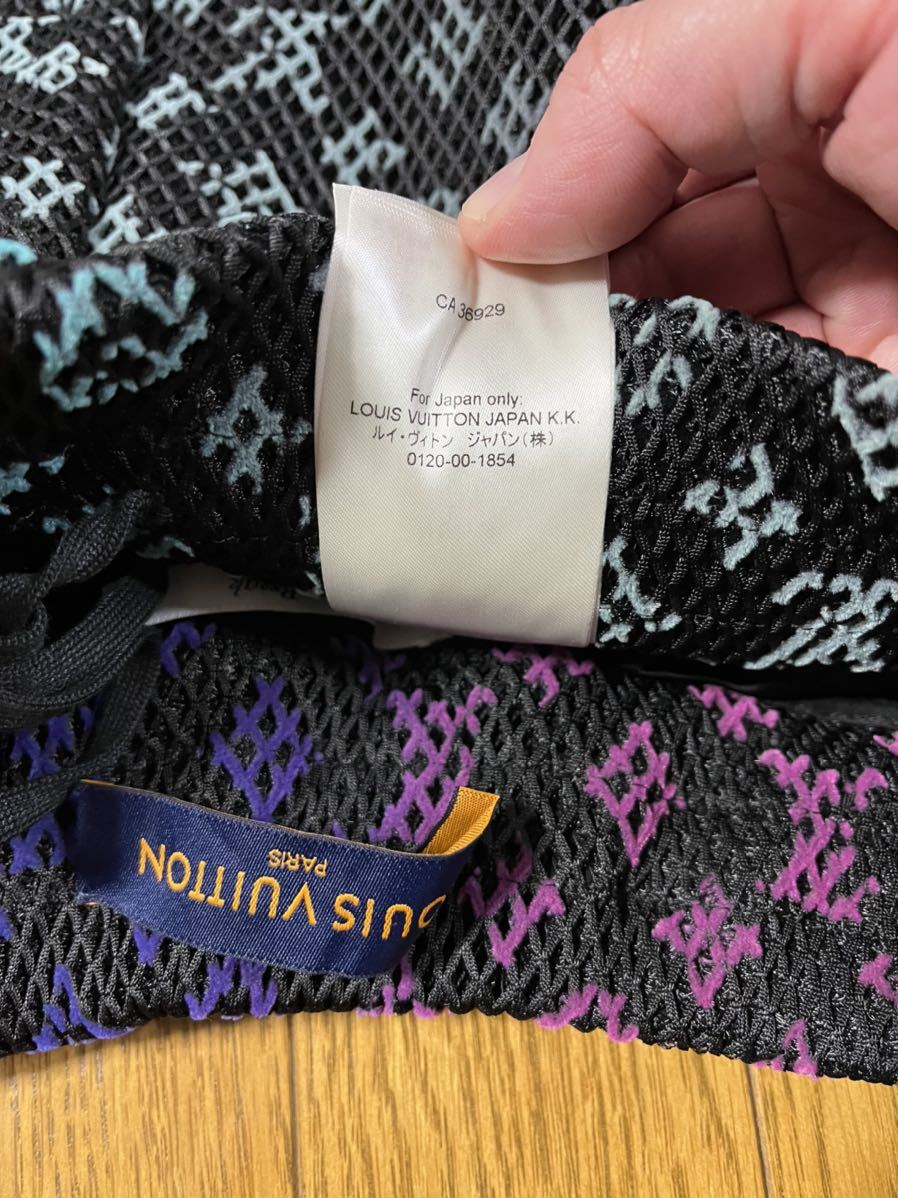 CA 36929
For Japan only:
LOUIS VUITTON JAPAN K.K.
ルイ・ヴィトン ジャパン(株)
0120-00-1854
LOUIS VUITTON
PARIS